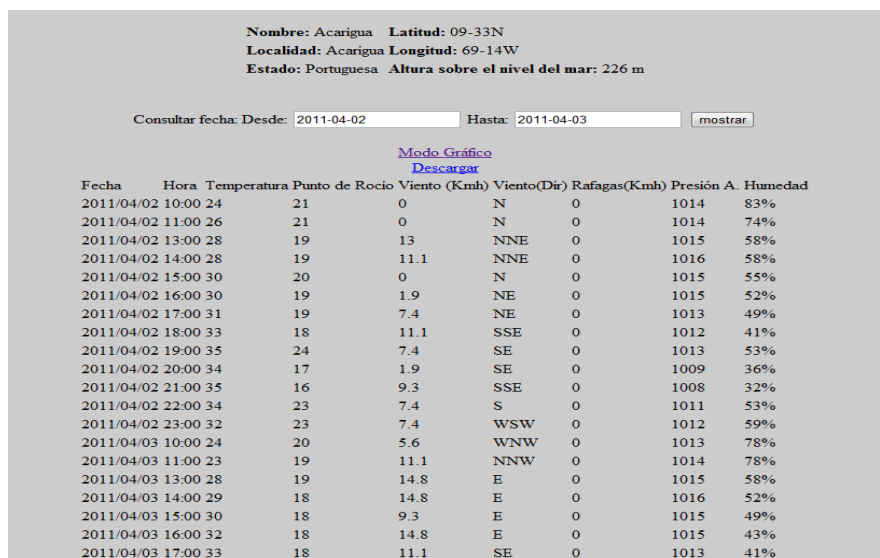 Nombre: Acarigua Latitud: 09-33N
Localidad: Acarigua Longitud: 69-14W
Estado: Portuguesa Altura sobre el nivel del mar: 226 m
Consultar fecha: Desde: 2011-04-02 Hasta: 2011-04-03 mostrar
Modo Gráfico
Descargar
Fecha Hora Temperatura Punto de Rocio Viento (Kmh) Viento(Dir) Rafagas(Kmh) Presión A. Humedad
2011/04/02 10:00 24 21 0 N 0 1014 83%
2011/04/02 11:00 26 21 0 N 0 1014 74%
2011/04/02 13:00 28 19 13 NNE 0 1015 58%
2011/04/02 14:00 28 19 11.1 NNE 0 1016 58%
2011/04/02 15:00 30 20 0 N 0 1015 55%
2011/04/02 16:00 30 19 1.9 NE 0 1015 52%
2011/04/02 17:00 31 19 7.4 NE 0 1013 49%
2011/04/02 18:00 33 18 11.1 SSE 0 1012 41%
2011/04/02 19:00 35 24 7.4 SE 0 1013 53%
2011/04/02 20:00 34 17 1.9 SE 0 1009 36%
2011/04/02 21:00 35 16 9.3 SSE 0 1008 32%
2011/04/02 22:00 34 23 7.4 S 0 1011 53%
2011/04/02 23:00 32 23 7.4 WSW 0 1012 59%
2011/04/03 10:00 24 20 5.6 WNW 0 1013 78%
2011/04/03 11:00 23 19 11.1 NNW 0 1014 78%
2011/04/03 13:00 28 19 14.8 E 0 1015 58%
2011/04/03 14:00 29 18 14.8 E 0 1016 52%
2011/04/03 15:00 30 18 9.3 E 0 1015 49%
2011/04/03 16:00 32 18 14.8 E 0 1015 43%
2011/04/03 17:00 33 18 11.1 SE 0 1013 41%